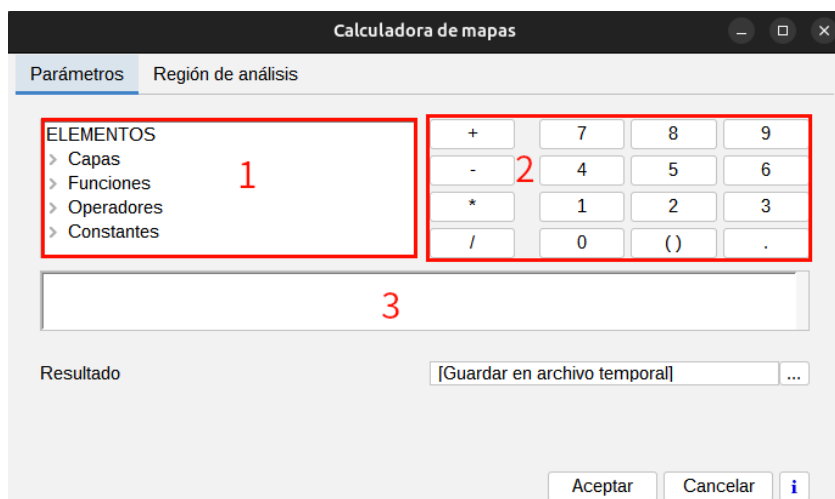 Calculadora de mapas
Parámetros Región de análisis
ELEMENTOS
Capas
Funciones
Operadores
Constantes
1
+ 7 8 9
- 4 5 6
* 1 2 3
/ 0 ( ) .
2
3
Resultado [Guardar en archivo temporal] ...
Aceptar Cancelar i